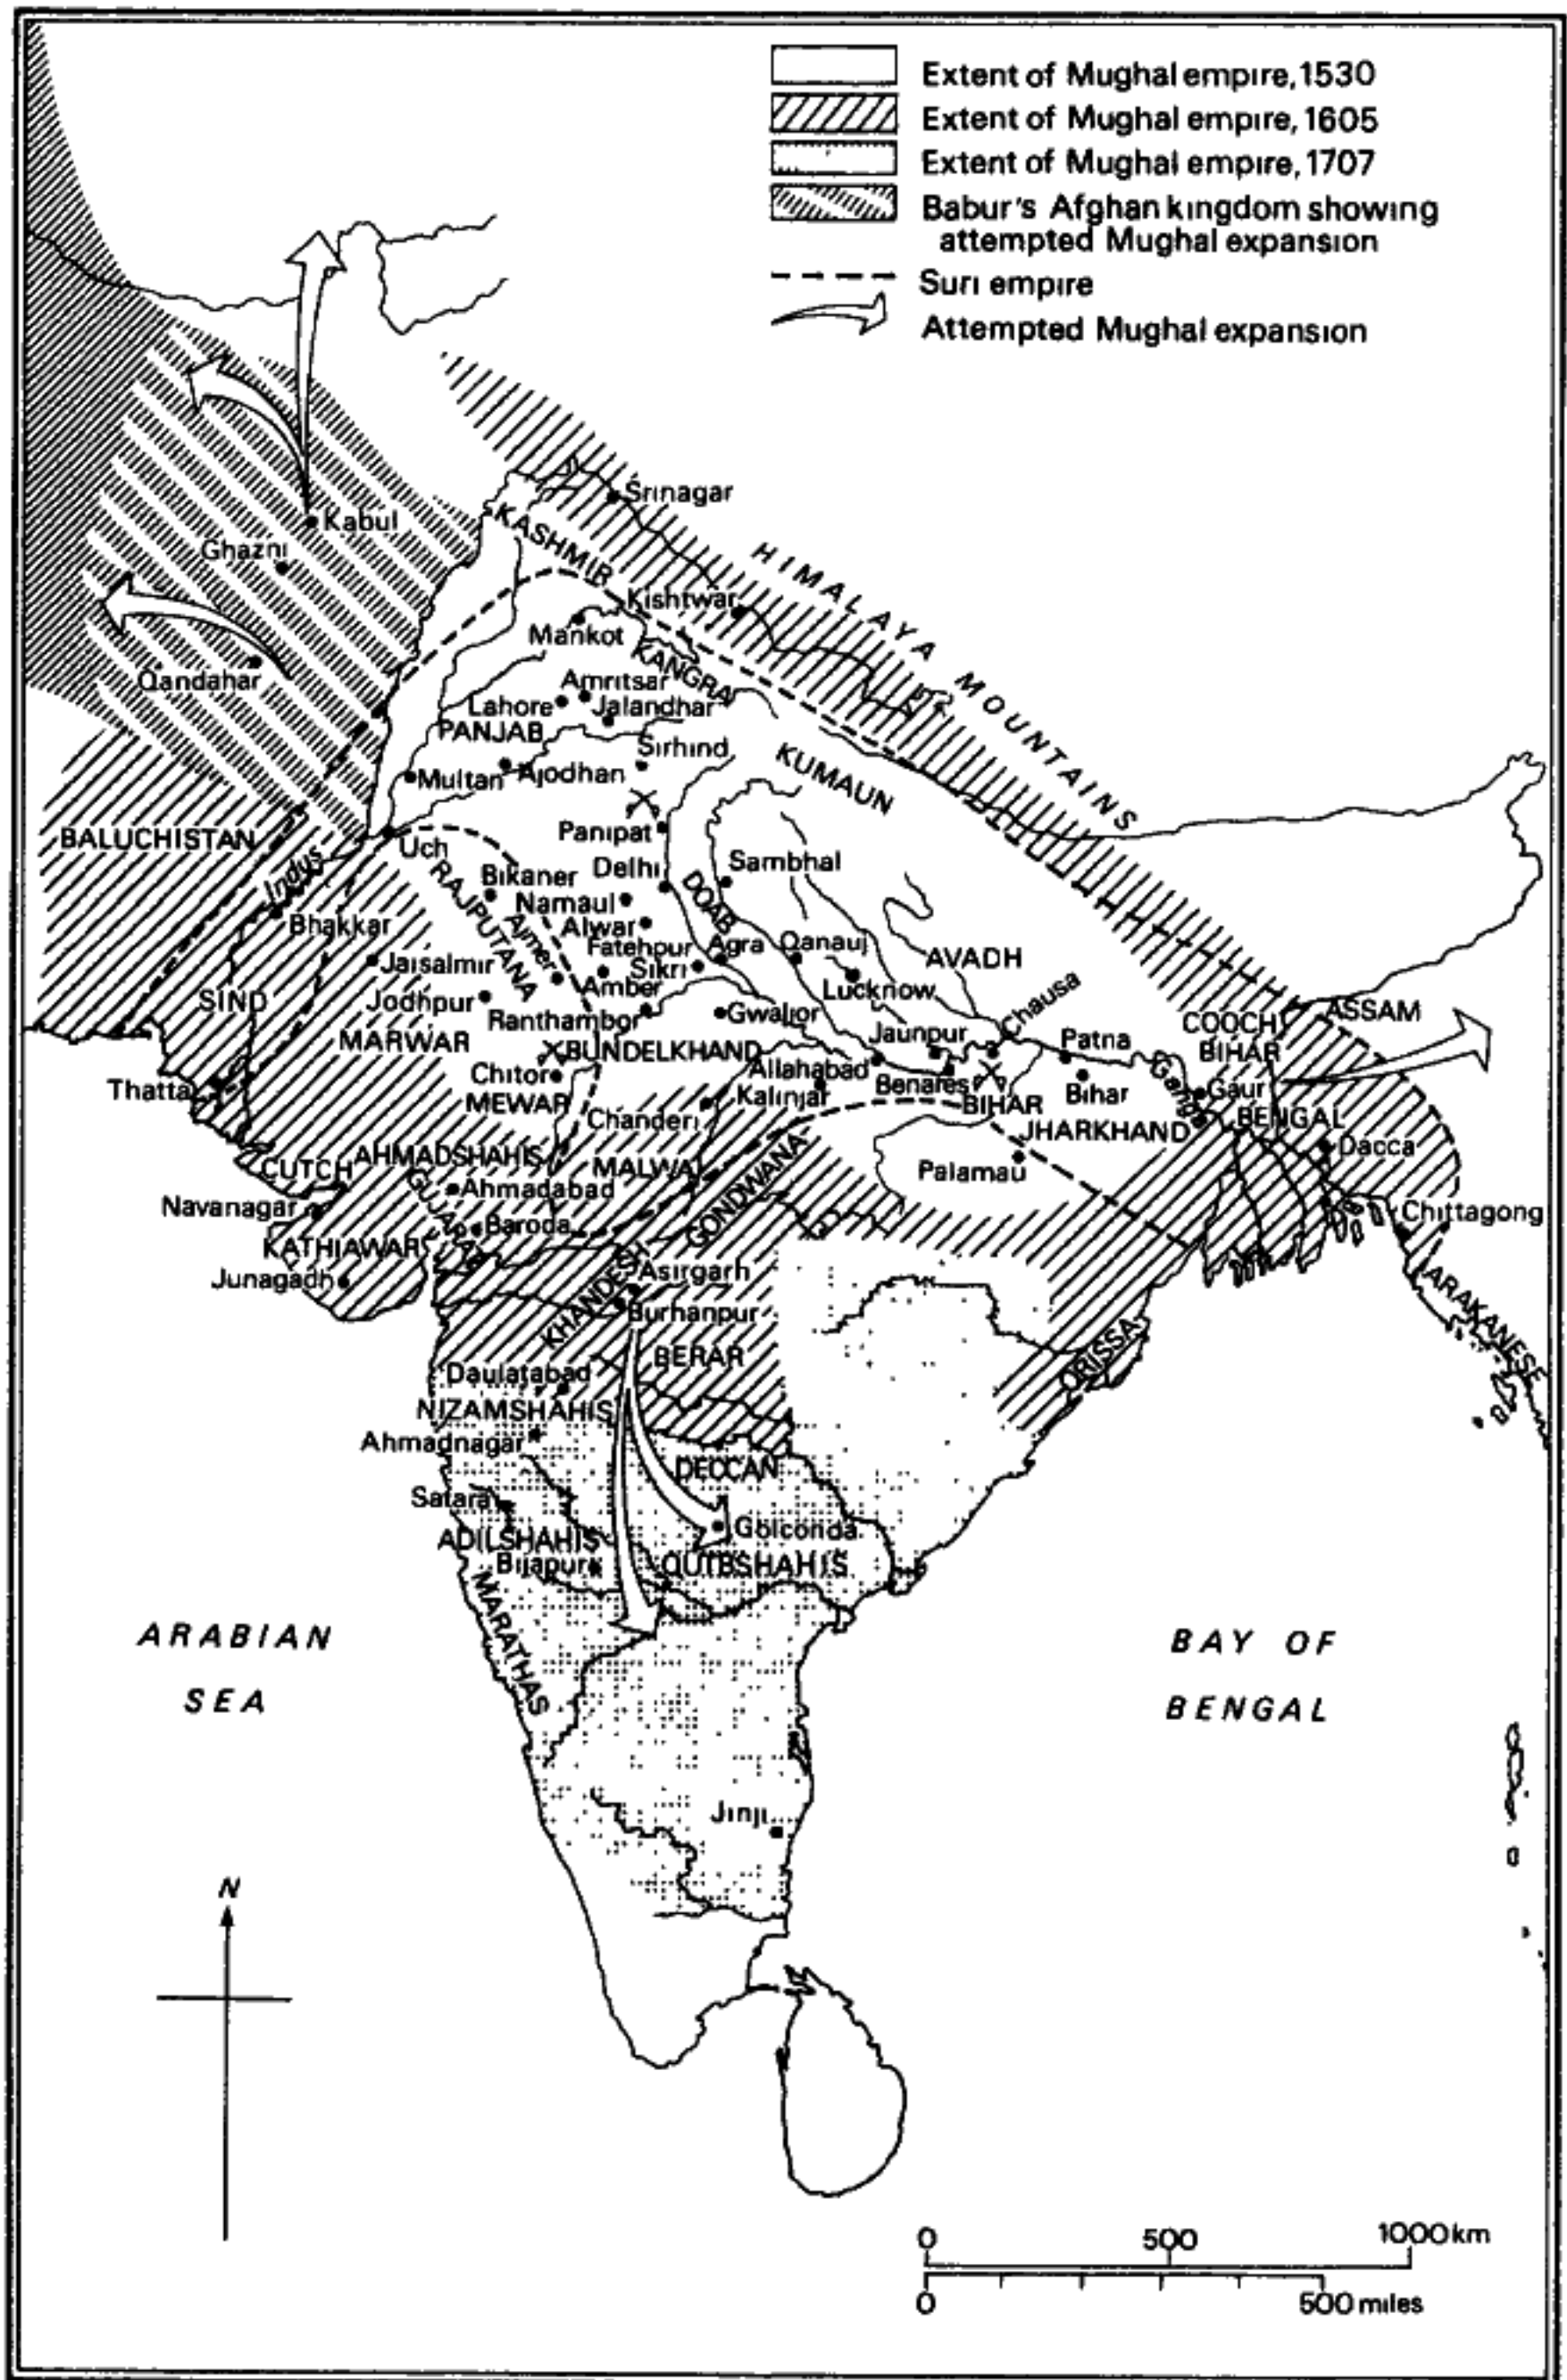 Extent of Mughal empire, 1530
Extent of Mughal empire, 1605
Extent of Mughal empire, 1707
Babur's Afghan kingdom showing
attempted Mughal expansion
Suri empire
Attempted Mughal expansion
Srinagar
Kabul
KASHMIR
Ghazni
HIMALAYA MOUNTAINS
Kishtwar
Mankot
KANGRA
Qandahar
Amritsar
Lahore
Jalandhar
PANJAB
Sirhind
KUMAUN
Multan
Ajodhan
Panipat
BALUCHISTAN
Uch
Indus
Bikaner
Delhi
Sambhal
RAJPUTANA
Namaul
DOAB
Bhakkar
Alwar
Ajmer
Fatehpur
Sikri
Agra
Qanauj
AVADH
Jaisalmir
Amber
Lucknow
SIND
Jodhpur
Ranthambor
Gwalior
Chausa
ASSAM
MARWAR
Jaunpur
Patna
COOCH
BIHAR
BUNDELKHAND
Allahabad
Chitor
Benares
Ganga
Thatta
Kalinjar
Bihar
Gaur
MEWAR
Chanderi
BIHAR
BENGAL
JHARKHAND
Dacca
AHMADSHAHIS
MALWA
CUTCH
Palamau
Ahmadabad
GONDWANA
Navanagar
GUJARAT
Baroda
Chittagong
KATHIAWAR
Junagadh
Asirgarh
KHANDESH
Burhanpur
ARAKANESE
BERAR
ORISSA
Daulatabad
NIZAMSHAHIS
Ahmadnagar
DECCAN
Satara
Golconda
ADILSHAHIS
Bijapur
QUTBSHAHIS
MARATHAS
ARABIAN
SEA
BAY OF
BENGAL
Jinji
N
0 500 1000 km
0 500 miles